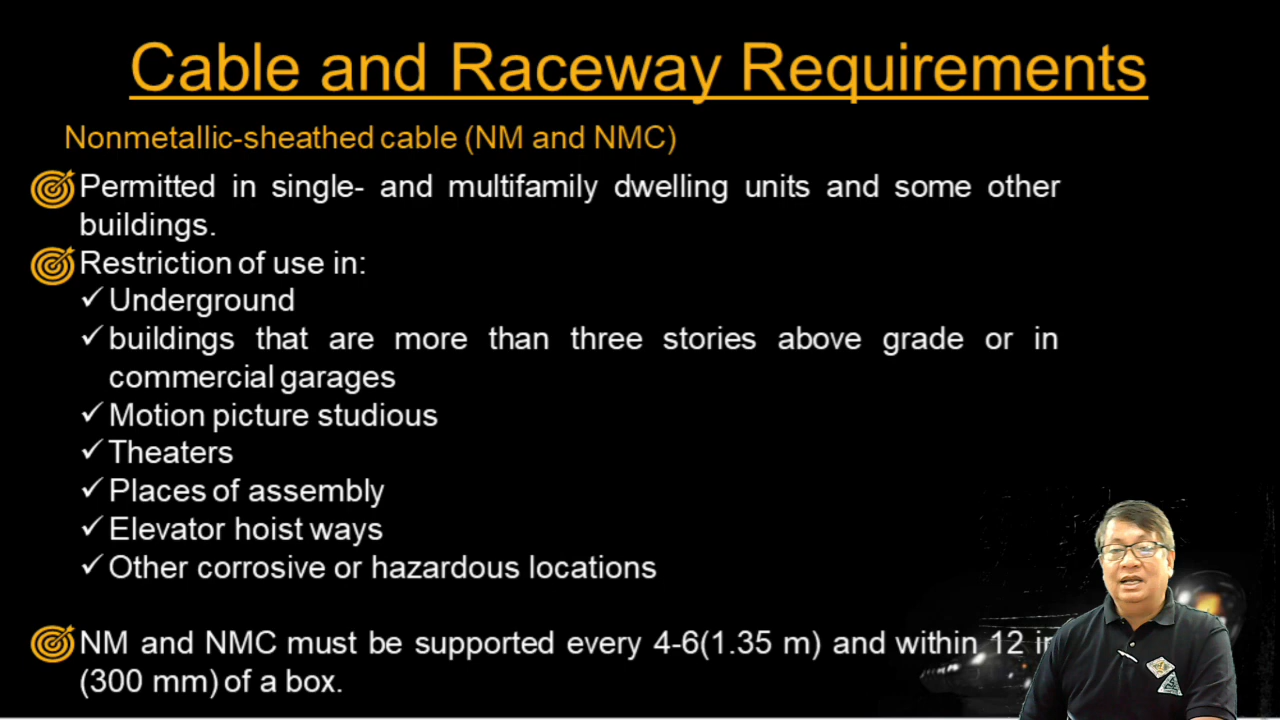 Cable and Raceway Requirements
Nonmetallic-sheathed cable (NM and NMC)
Permitted in single- and multifamily dwelling units and some other
buildings.
Restriction of use in:
✓ Underground
✓ buildings that are more than three stories above grade or in
commercial garages
✓ Motion picture studious
✓ Theaters
✓ Places of assembly
✓ Elevator hoist ways
✓ Other corrosive or hazardous locations
NM and NMC must be supported every 4-6(1.35 m) and within 12
(300 mm) of a box.